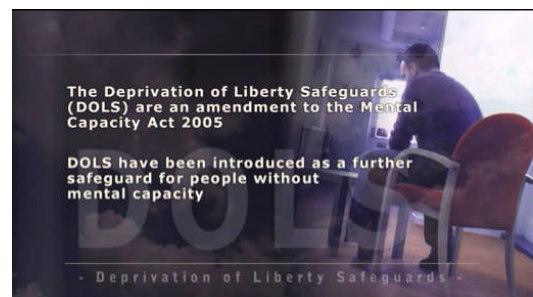 The Deprivation of Liberty Safeguards
(DOLS) are an amendment to the Mental
Capacity Act 2005
DOLS have been introduced as a further
safeguard for people without
mental capacity
DOLS
- Deprivation of Liberty Safeguards -